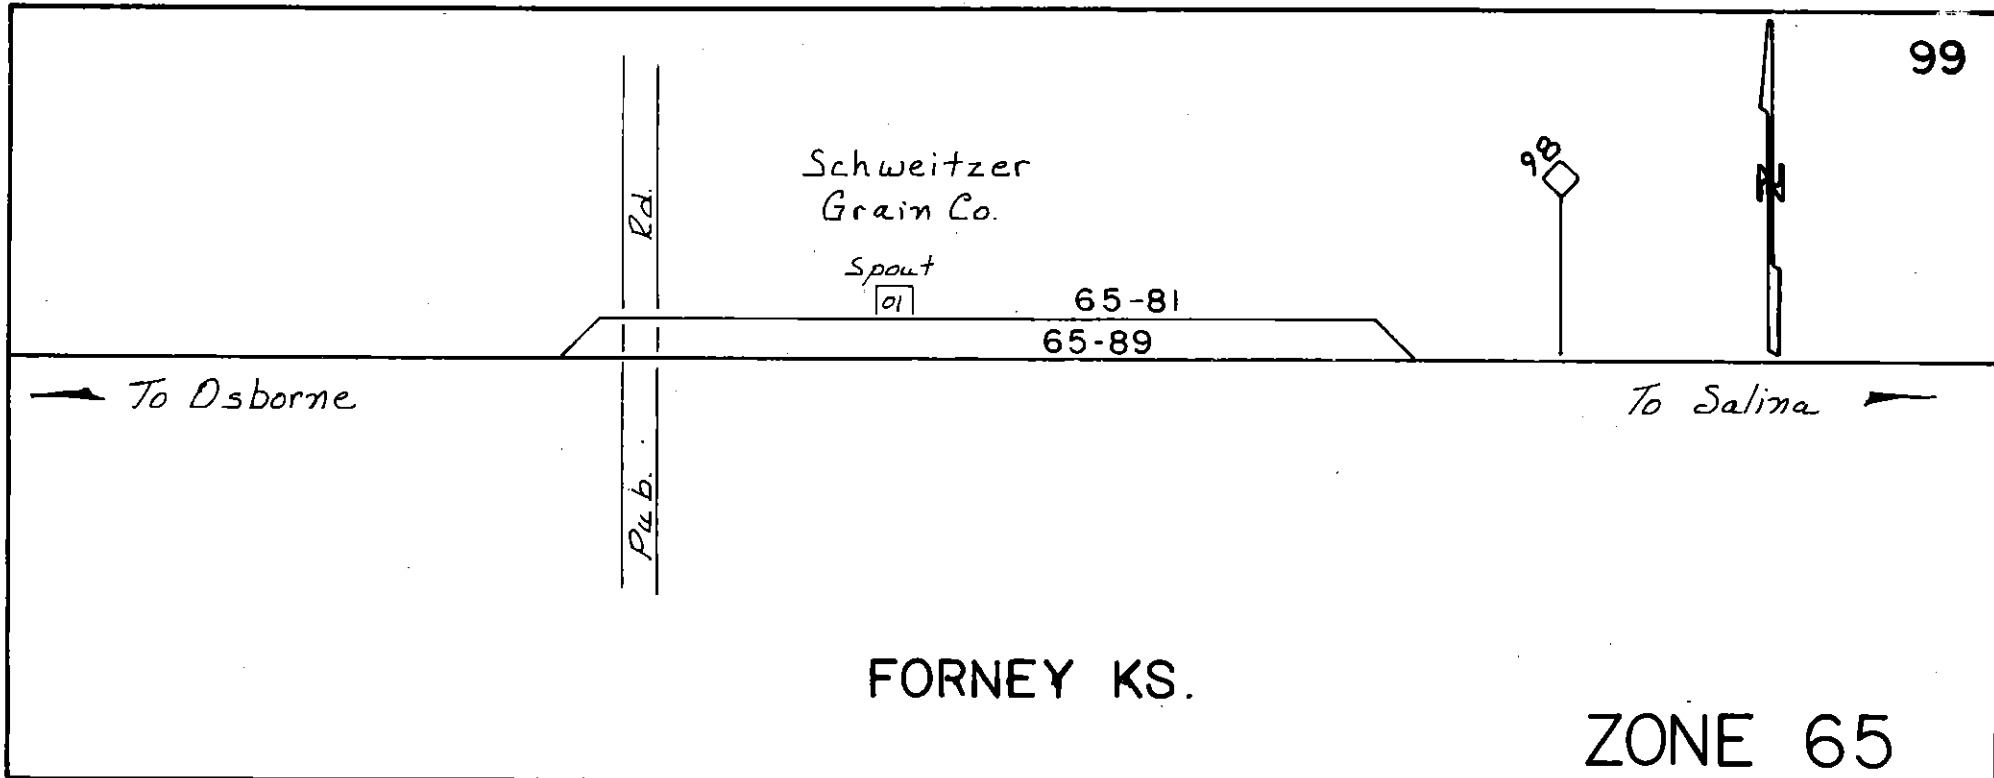 99
Schweitzer
Grain Co.
98
N
Rd.
Spout
01
65-81
65-89
To Osborne
To Salina
Pub.
FORNEY KS.
ZONE 65